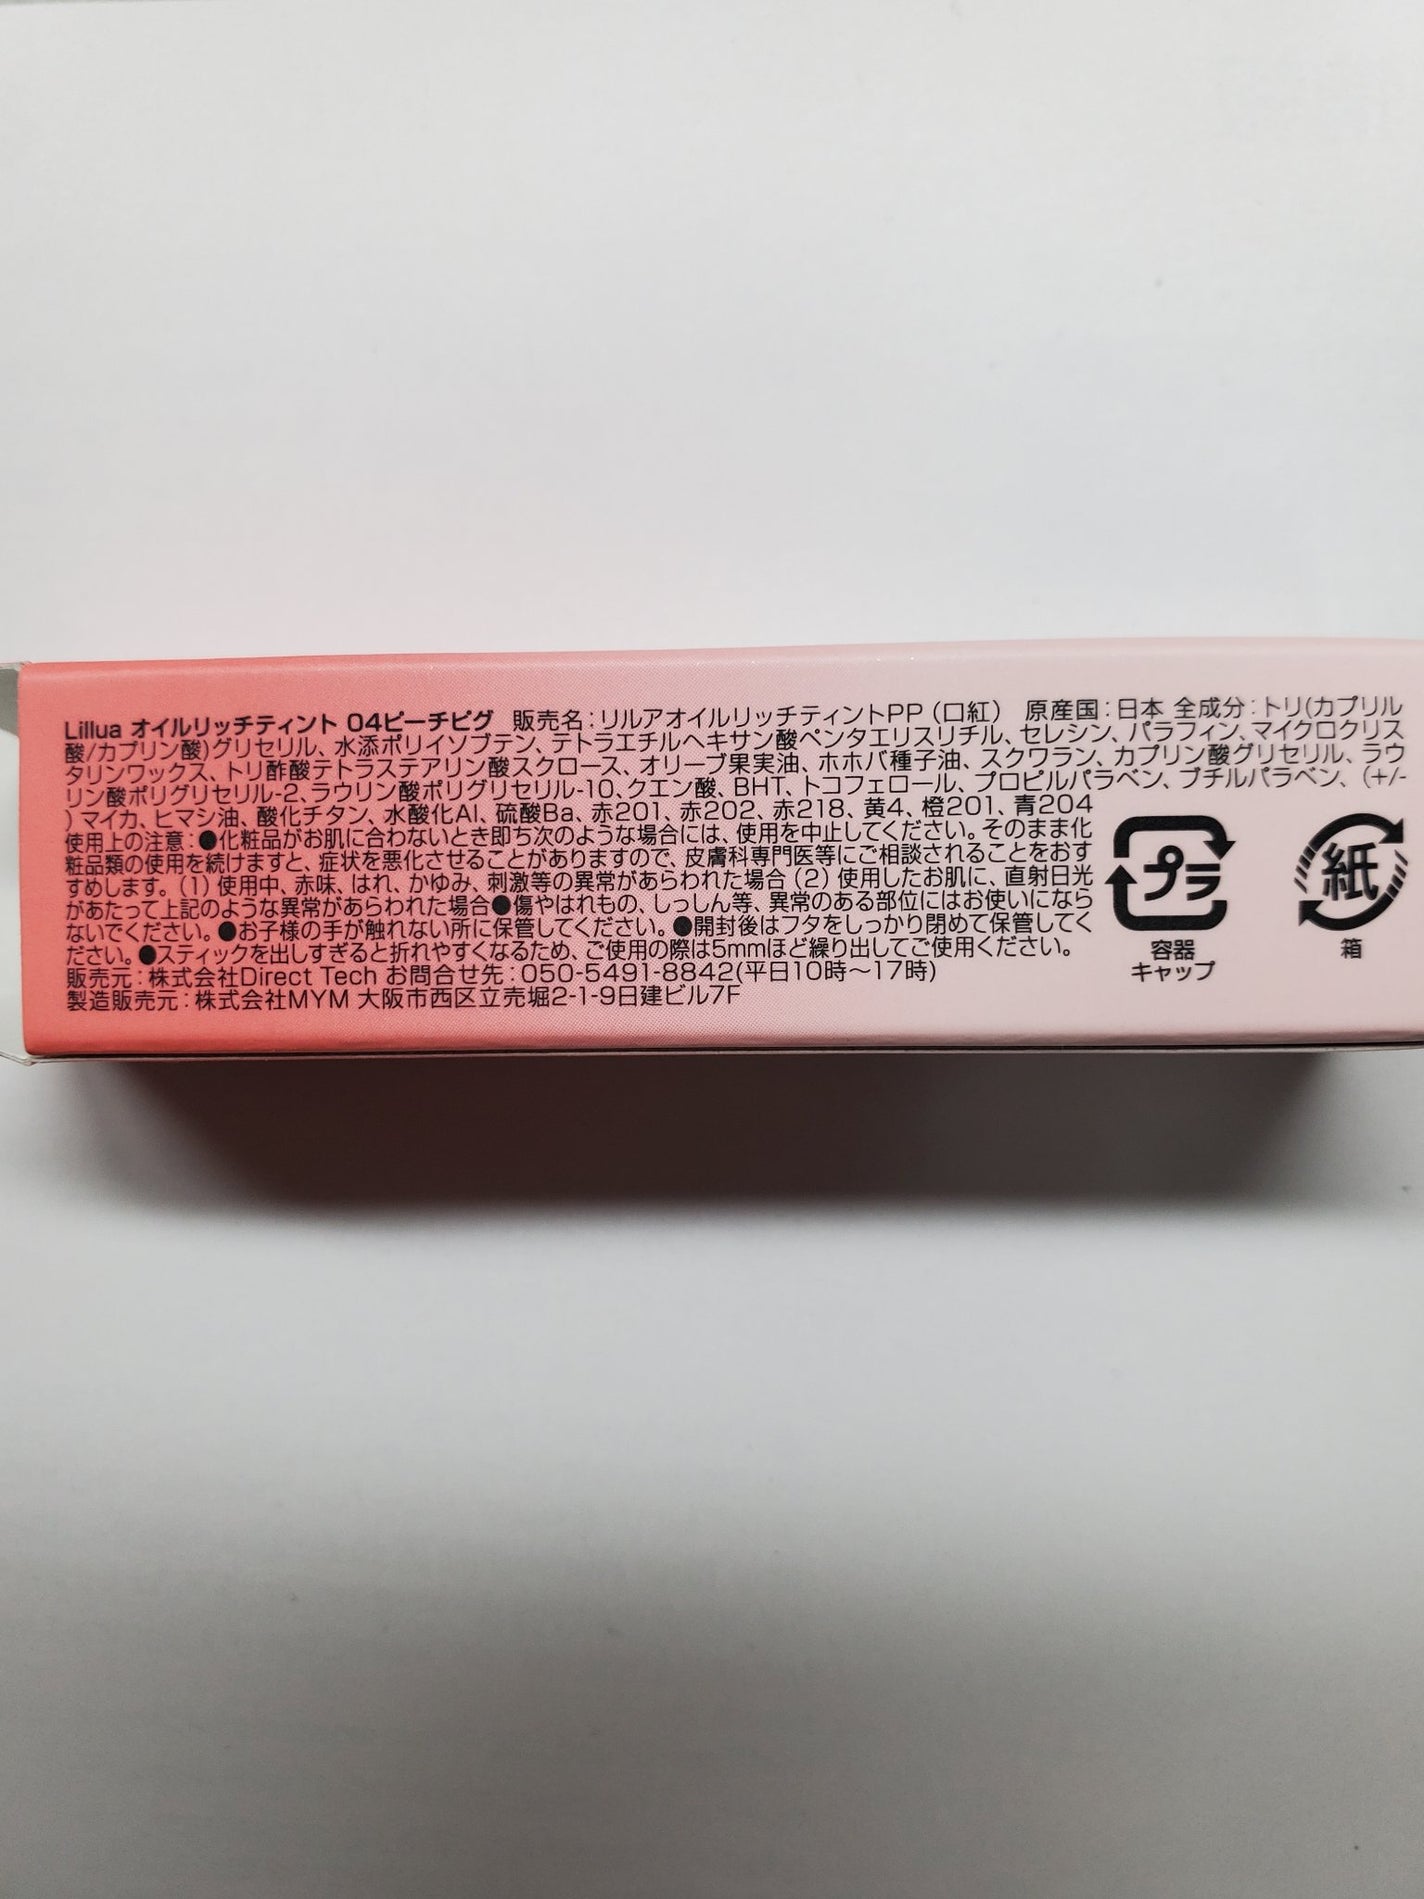 Lillua オイルリッチティント 04ピーチピグ 販売名：リルアオイルリッチティントPP（口紅） 原産国：日本 全成分：トリ(カプリル
酸/カプリン酸)グリセリル、水添ポリイソブテン、テトラエチルヘキサン酸ペンタエリスリチル、セレシン、パラフィン、マイクロクリス
タリンワックス、トリ酢酸テトラステアリン酸スクロース、オリーブ果実油、ホホバ種子油、スクワラン、カプリン酸グリセリル、ラウ
リン酸ポリグリセリル-2、ラウリン酸ポリグリセリル-10、クエン酸、BHT、トコフェロール、プロピルパラベン、ブチルパラベン、（+/-
）マイカ、ヒマシ油、酸化チタン、水酸化Al、硫酸Ba、赤201、赤202、赤218、黄4、橙201、青204
使用上の注意：●化粧品がお肌に合わないとき即ち次のような場合には、使用を中止してください。そのまま化
粧品類の使用を続けますと、症状を悪化させることがありますので、皮膚科専門医等にご相談されることをおす
すめします。（1）使用中、赤味、はれ、かゆみ、刺激等の異常があらわれた場合（2）使用したお肌に、直射日光
があたって上記のような異常があらわれた場合●傷やはれもの、しっしん等、異常のある部位にはお使いになら
ないでください。●お子様の手が触れない所に保管してください。●開封後はフタをしっかり閉めて保管してく
ださい。●スティックを出しすぎると折れやすくなるため、ご使用の際は5mmほど繰り出してご使用ください。
販売元：株式会社Direct Tech お問合せ先：050-5491-8842(平日10時～17時)
製造販売元：株式会社MYM 大阪市西区立売堀2-1-9日建ビル7F
プラ
容器
キャップ
紙
箱